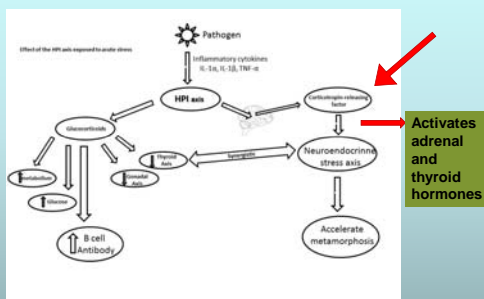 Pathogen
Effect of the HPI axis exposed to acute stress
Inflammatory cytokines
IL-1α, IL-1β, TNF-α
HPI axis
Corticotropin-releasing
factor
Glucocorticoids
Activates
adrenal
and
thyroid
hormones
Thyroid
Axis
Synergistic
Neuroendocrinne
stress axis
metabolism
Gonadal
Axis
Glucose
B cell
Antibody
Accelerate
metamorphosis